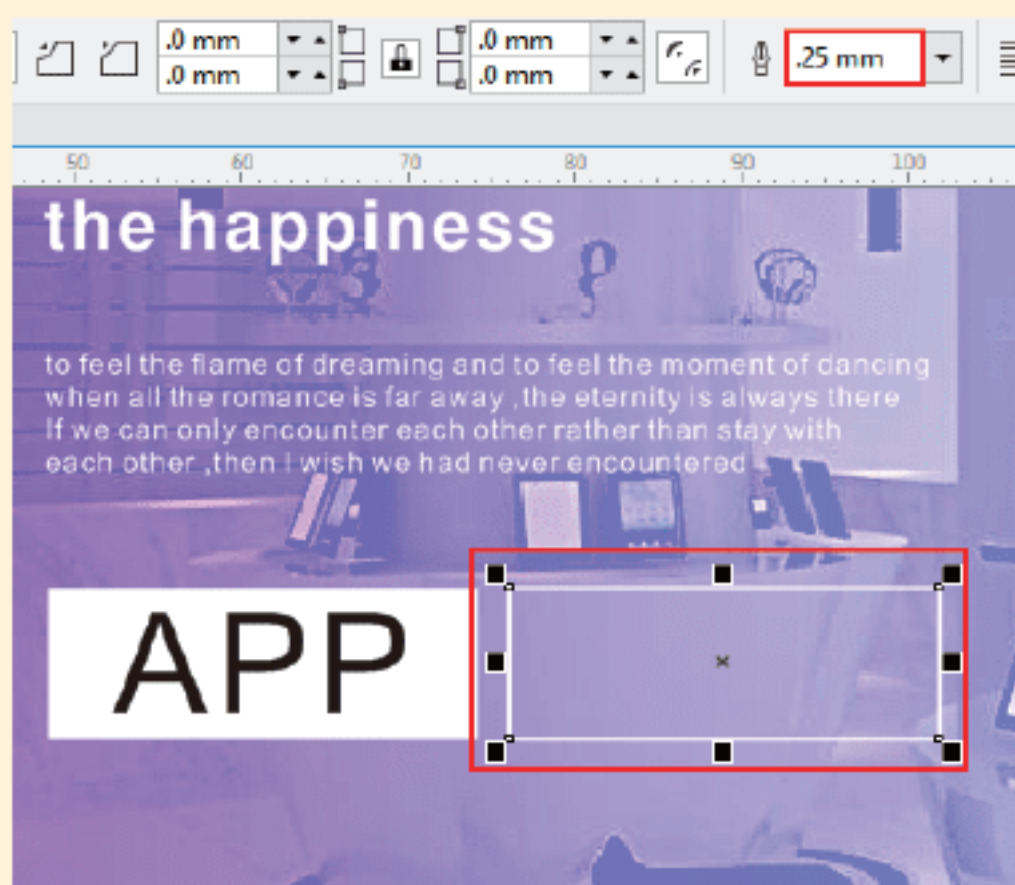 .0 mm .0 mm .25 mm
.0 mm .0 mm
50 60 70 80 90 100
the happiness
to feel the flame of dreaming and to feel the moment of dancing
when all the romance is far away ,the eternity is always there
If we can only encounter each other rather than stay with
each other ,then I wish we had never encountered
APP